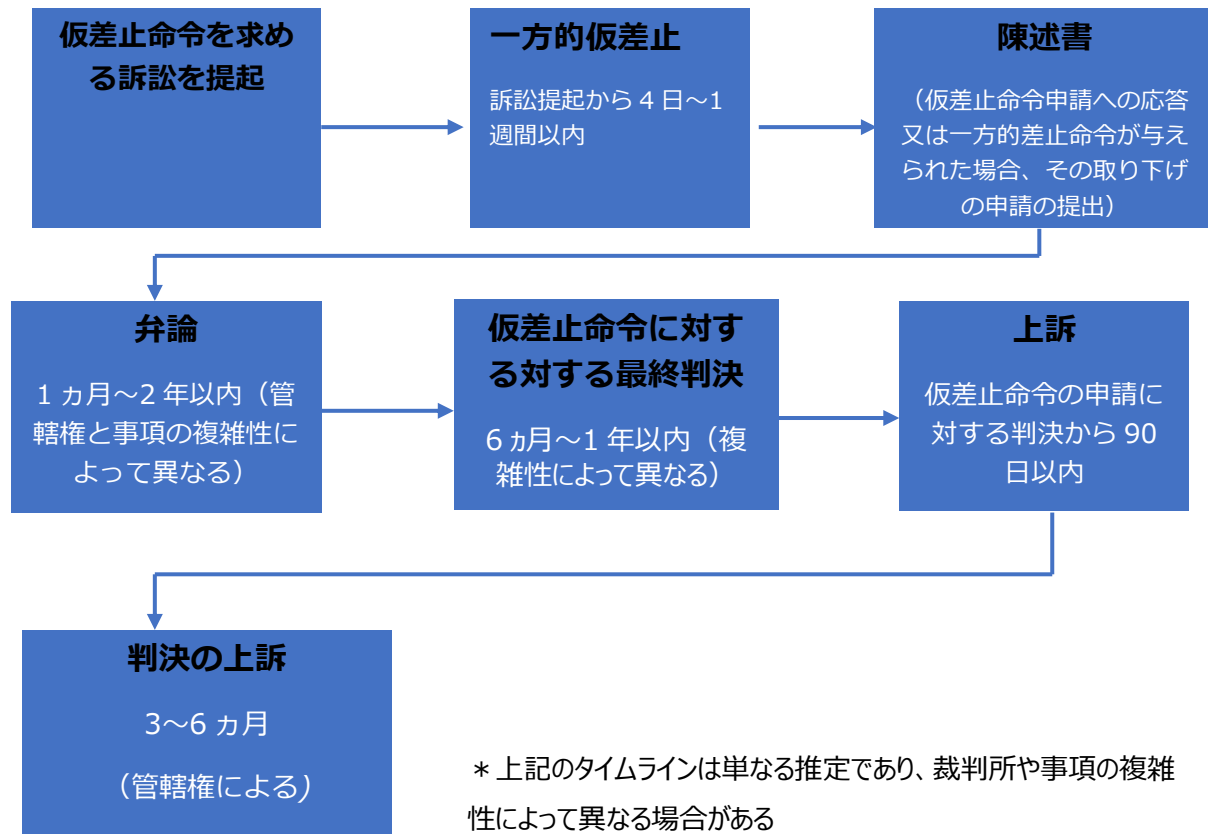 仮差止命令を求め
る訴訟を提起
一方的仮差止
訴訟提起から 4 日～1
週間以内
陳述書
（仮差止命令申請への応答
又は一方的差止命令が与え
られた場合、その取り下げ
の申請の提出）
弁論
1 ヵ月～2 年以内（管
轄権と事項の複雑性に
よって異なる）
仮差止命令に対す
る対する最終判決
6 ヵ月～1 年以内（複
雑性によって異なる）
上訴
仮差止命令の申請に
対する判決から 90
日以内
判決の上訴
3～6 ヵ月
（管轄権による)
＊上記のタイムラインは単なる推定であり、裁判所や事項の複雑
性によって異なる場合がある